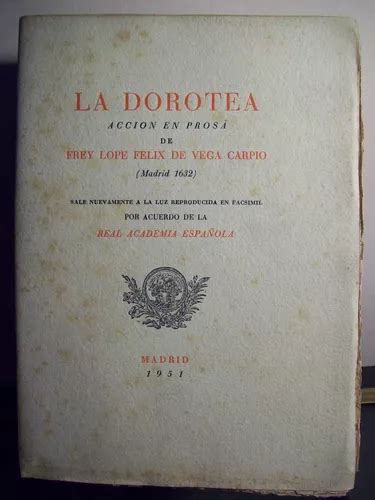 LA DOROTEA
ACCION EN PROSA
DE
FREY LOPE FELIX DE VEGA CARPIO
(Madrid 1632)
SALE NUEVAMENTE A LA LUZ REPRODUCIDA EN FACSIMIL
POR ACUERDO DE LA
REAL ACADEMIA ESPAÑOLA
MADRID
1951